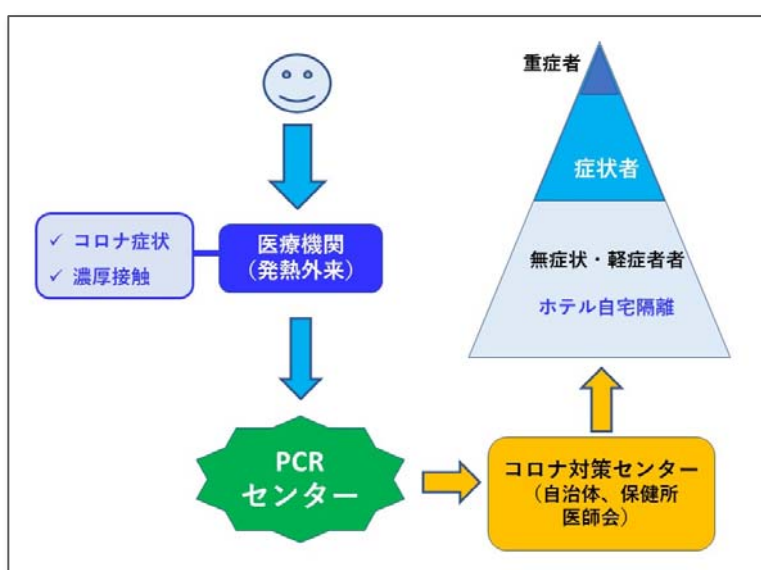 ✓ コロナ症状
✓ 濃厚接触
医療機関
（発熱外来）
PCR
センター
コロナ対策センター
（自治体、保健所
医師会）
重症者
症状者
無症状・軽症者者
ホテル自宅隔離